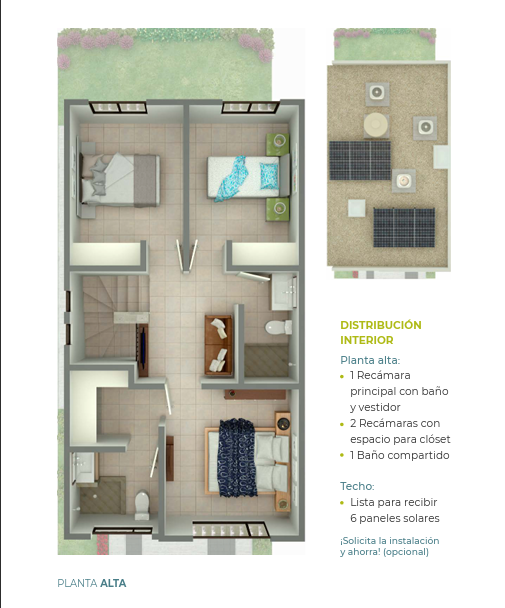 DISTRIBUCIÓN
INTERIOR
Planta alta:
• 1 Recámara
principal con baño
y vestidor
• 2 Recámaras con
espacio para clóset
• 1 Baño compartido
Techo:
• Lista para recibir
6 paneles solares
¡Solicita la instalación
y ahorra! (opcional)
PLANTA ALTA